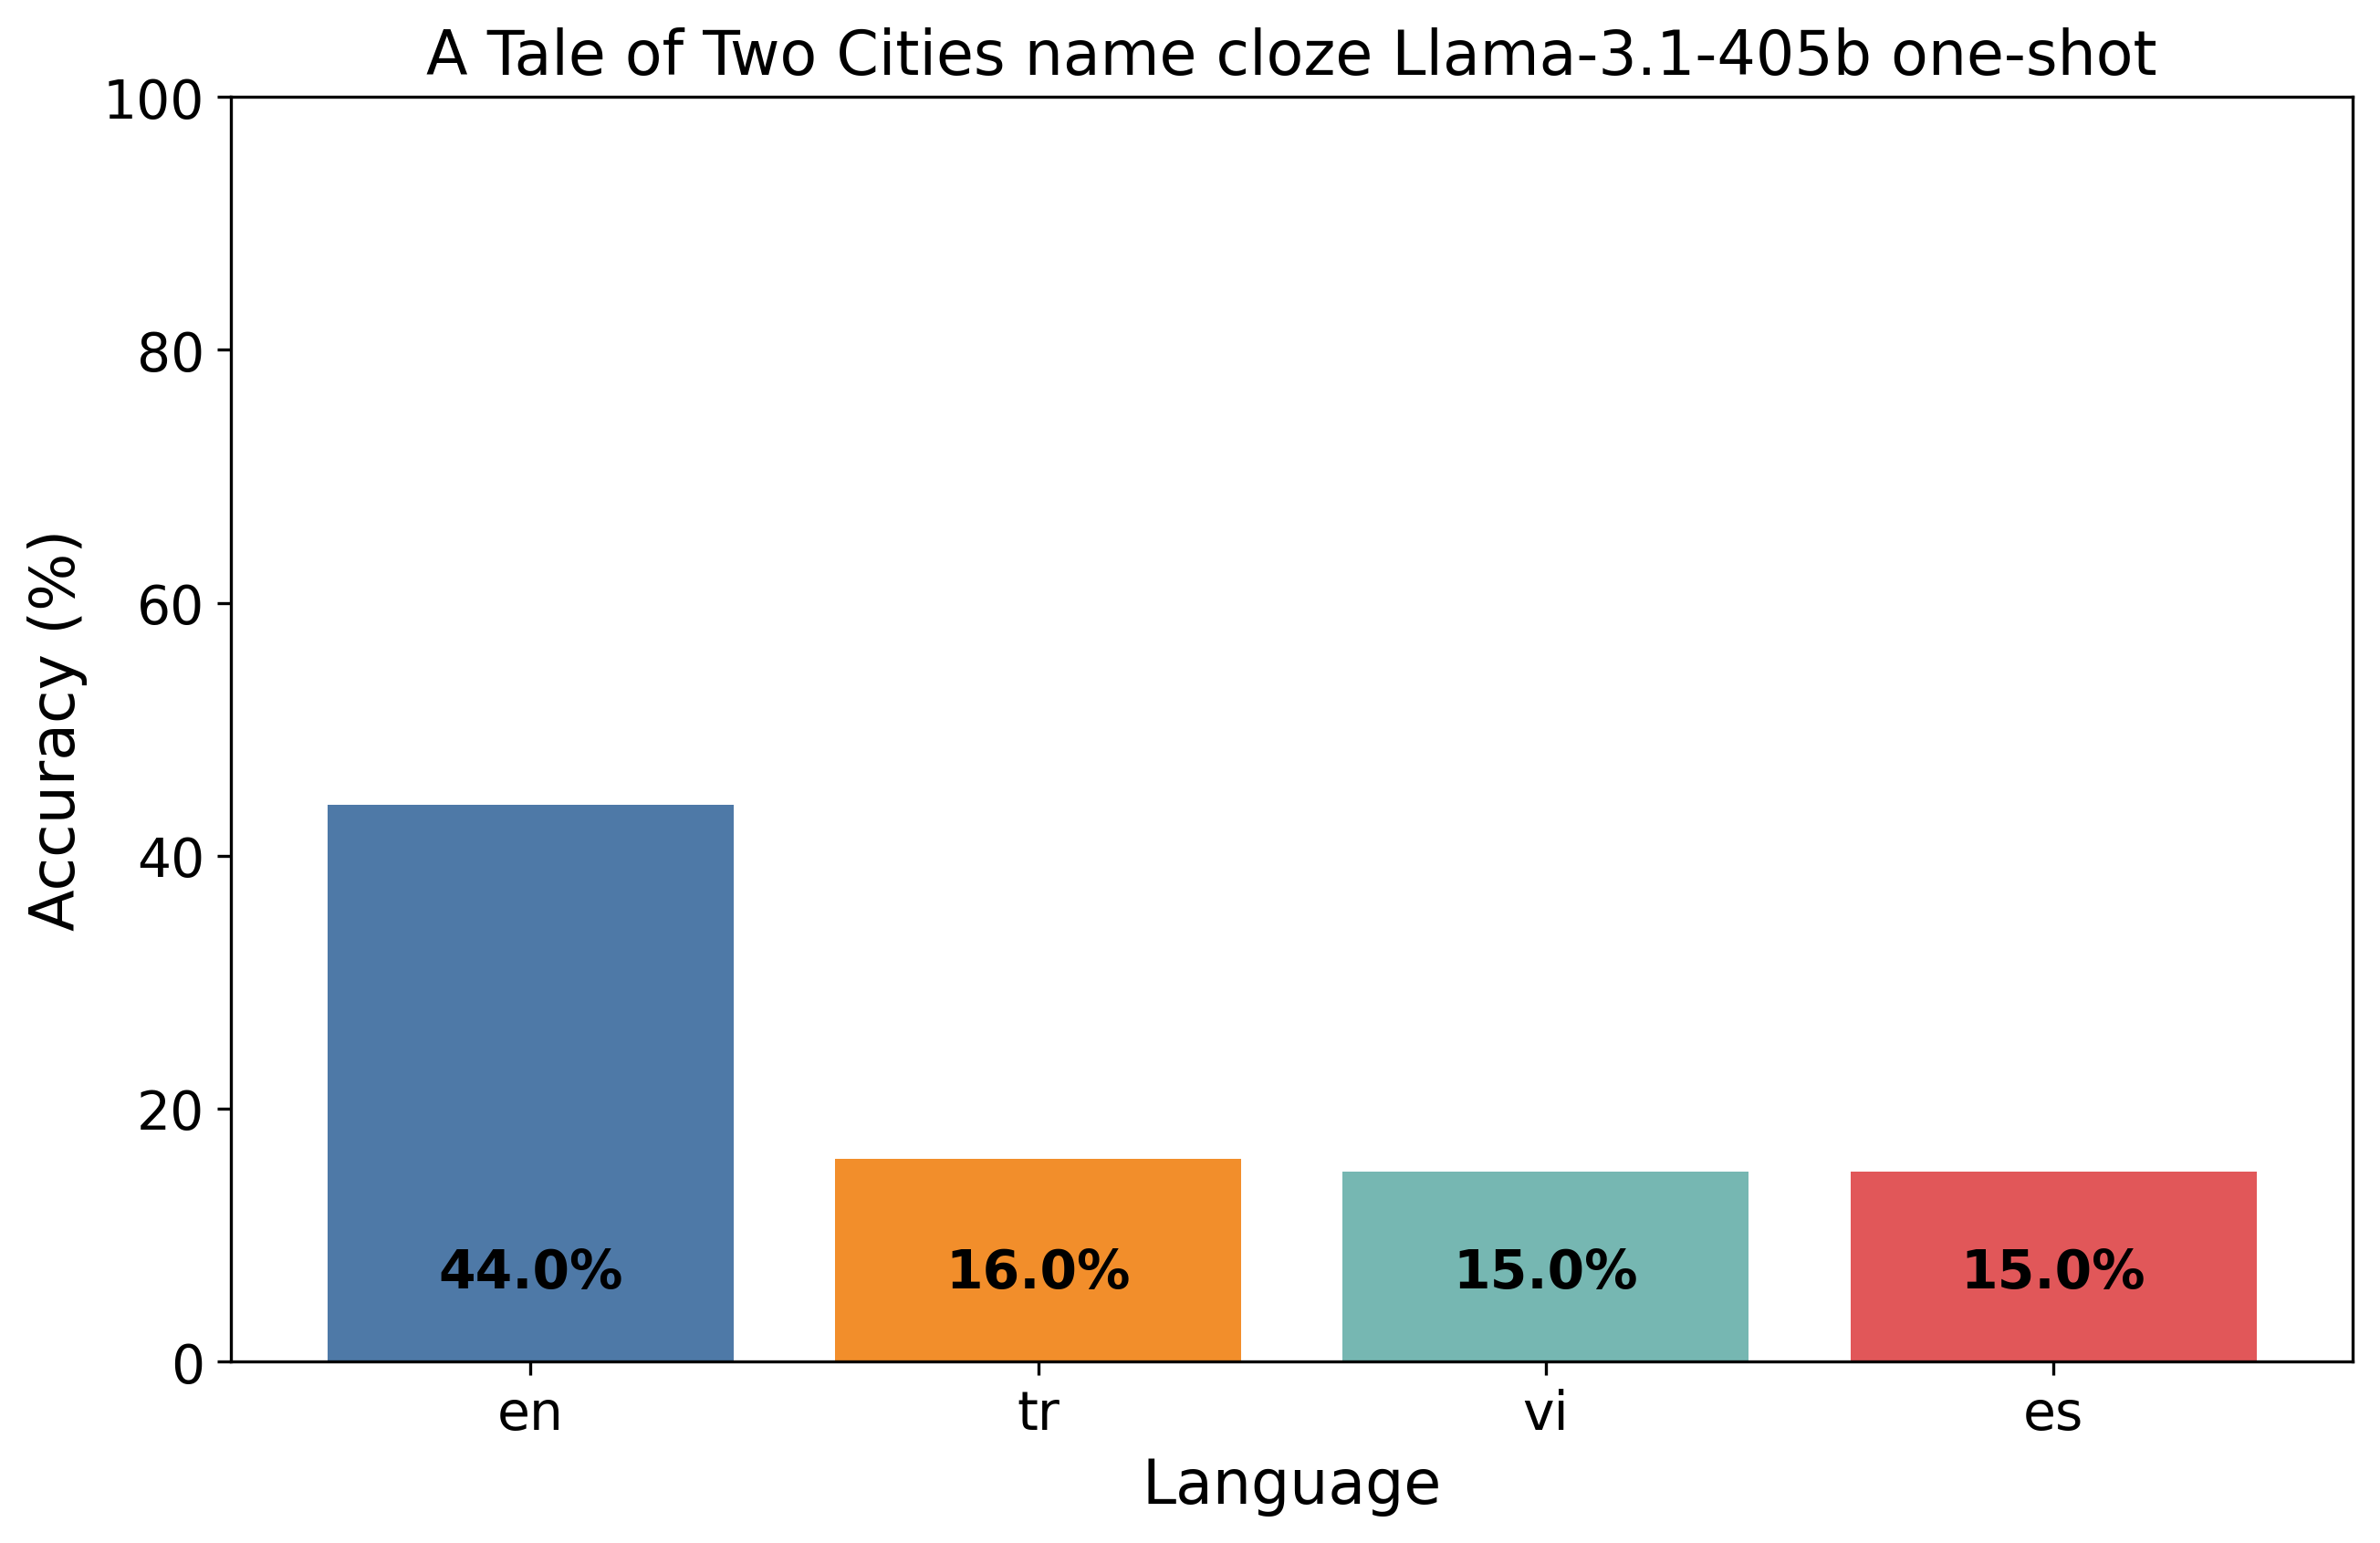 A Tale of Two Cities name cloze Llama-3.1-405b one-shot
100
80
60
40
20
0
Accuracy (%)
44.0%
16.0%
15.0%
15.0%
en
tr
vi
es
Language